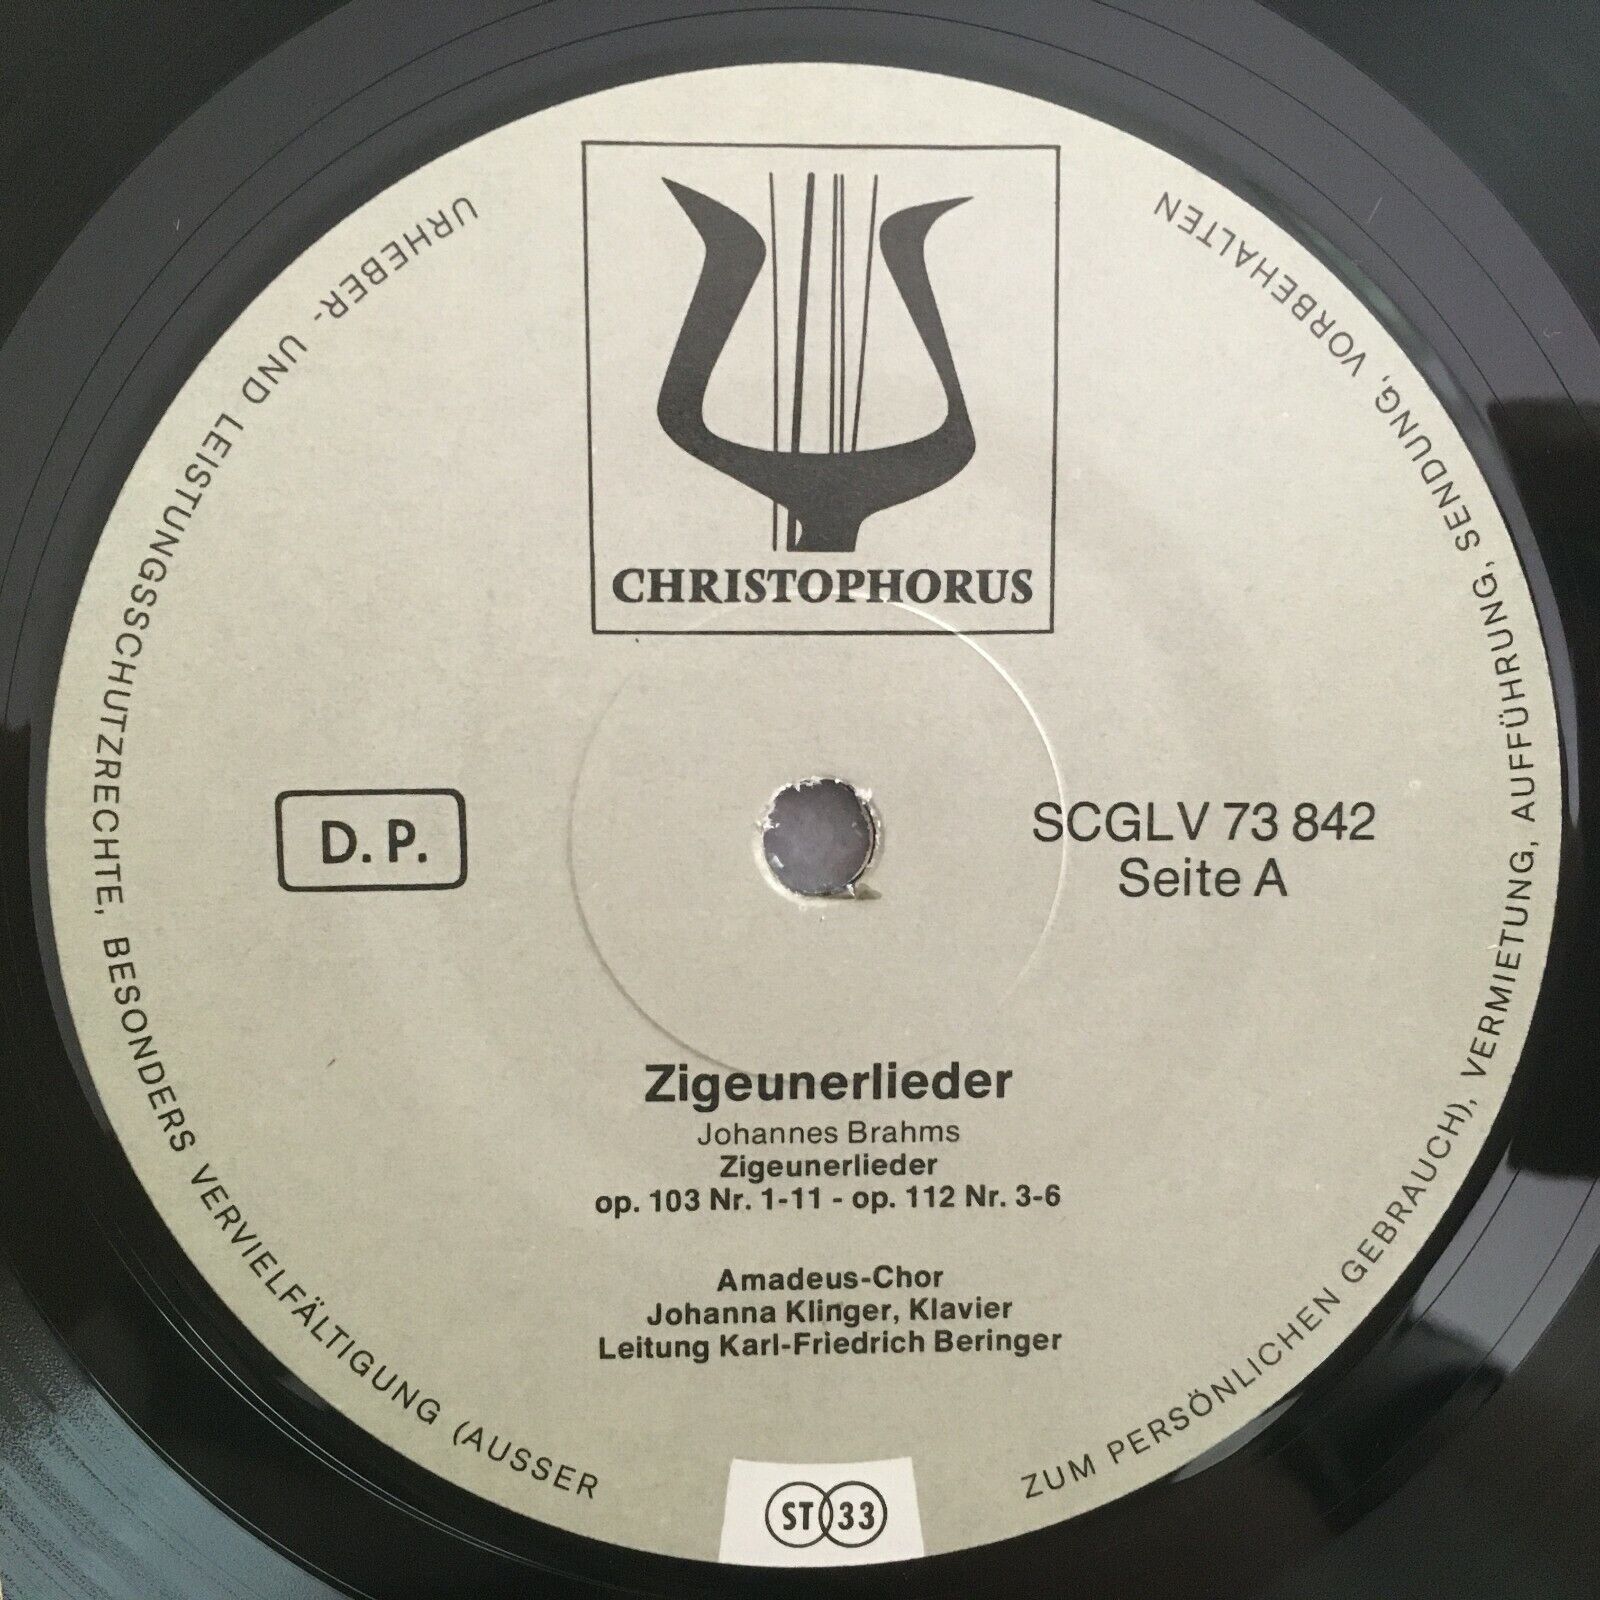 CHRISTOPHORUS
D. P.
SCGLV 73 842
Seite A
Zigeunerlieder
Johannes Brahms
Zigeunerlieder
op. 103 Nr. 1-11 - op. 112 Nr. 3-6
Amadeus-Chor
Johanna Klinger, Klavier
Leitung Karl-Friedrich Beringer
ST 33
URHEBER- UND LEISTUNGSSCHUTZRECHTE, BESONDERS VERVIELFÄLTIGUNG (AUSSER
ZUM PERSÖNLICHEN GEBRAUCH), VERMIETUNG, AUFFÜHRUNG, SENDUNG, VORBEHALTEN